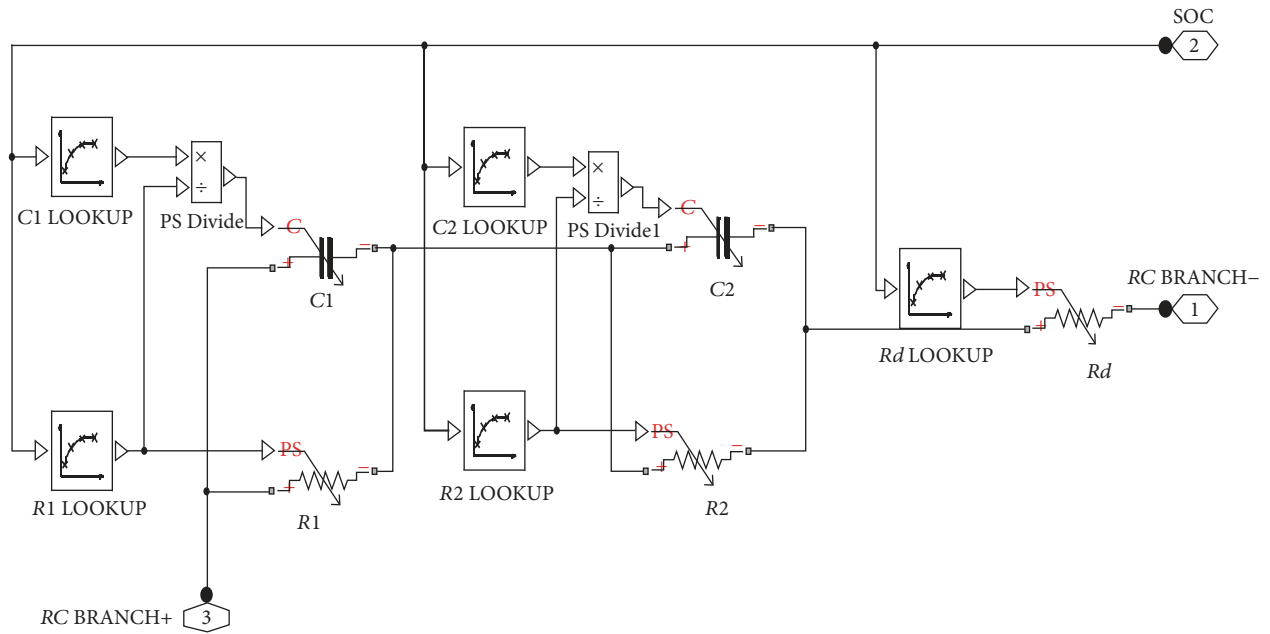 SOC
2
×
÷
C1 LOOKUP
PS Divide
C
+
−
C1
×
÷
C2 LOOKUP
PS Divide1
C
+
−
C2
Rd LOOKUP
PS
+
−
Rd
RC BRANCH−
1
R1 LOOKUP
PS
+
−
R1
R2 LOOKUP
PS
+
−
R2
RC BRANCH+
3